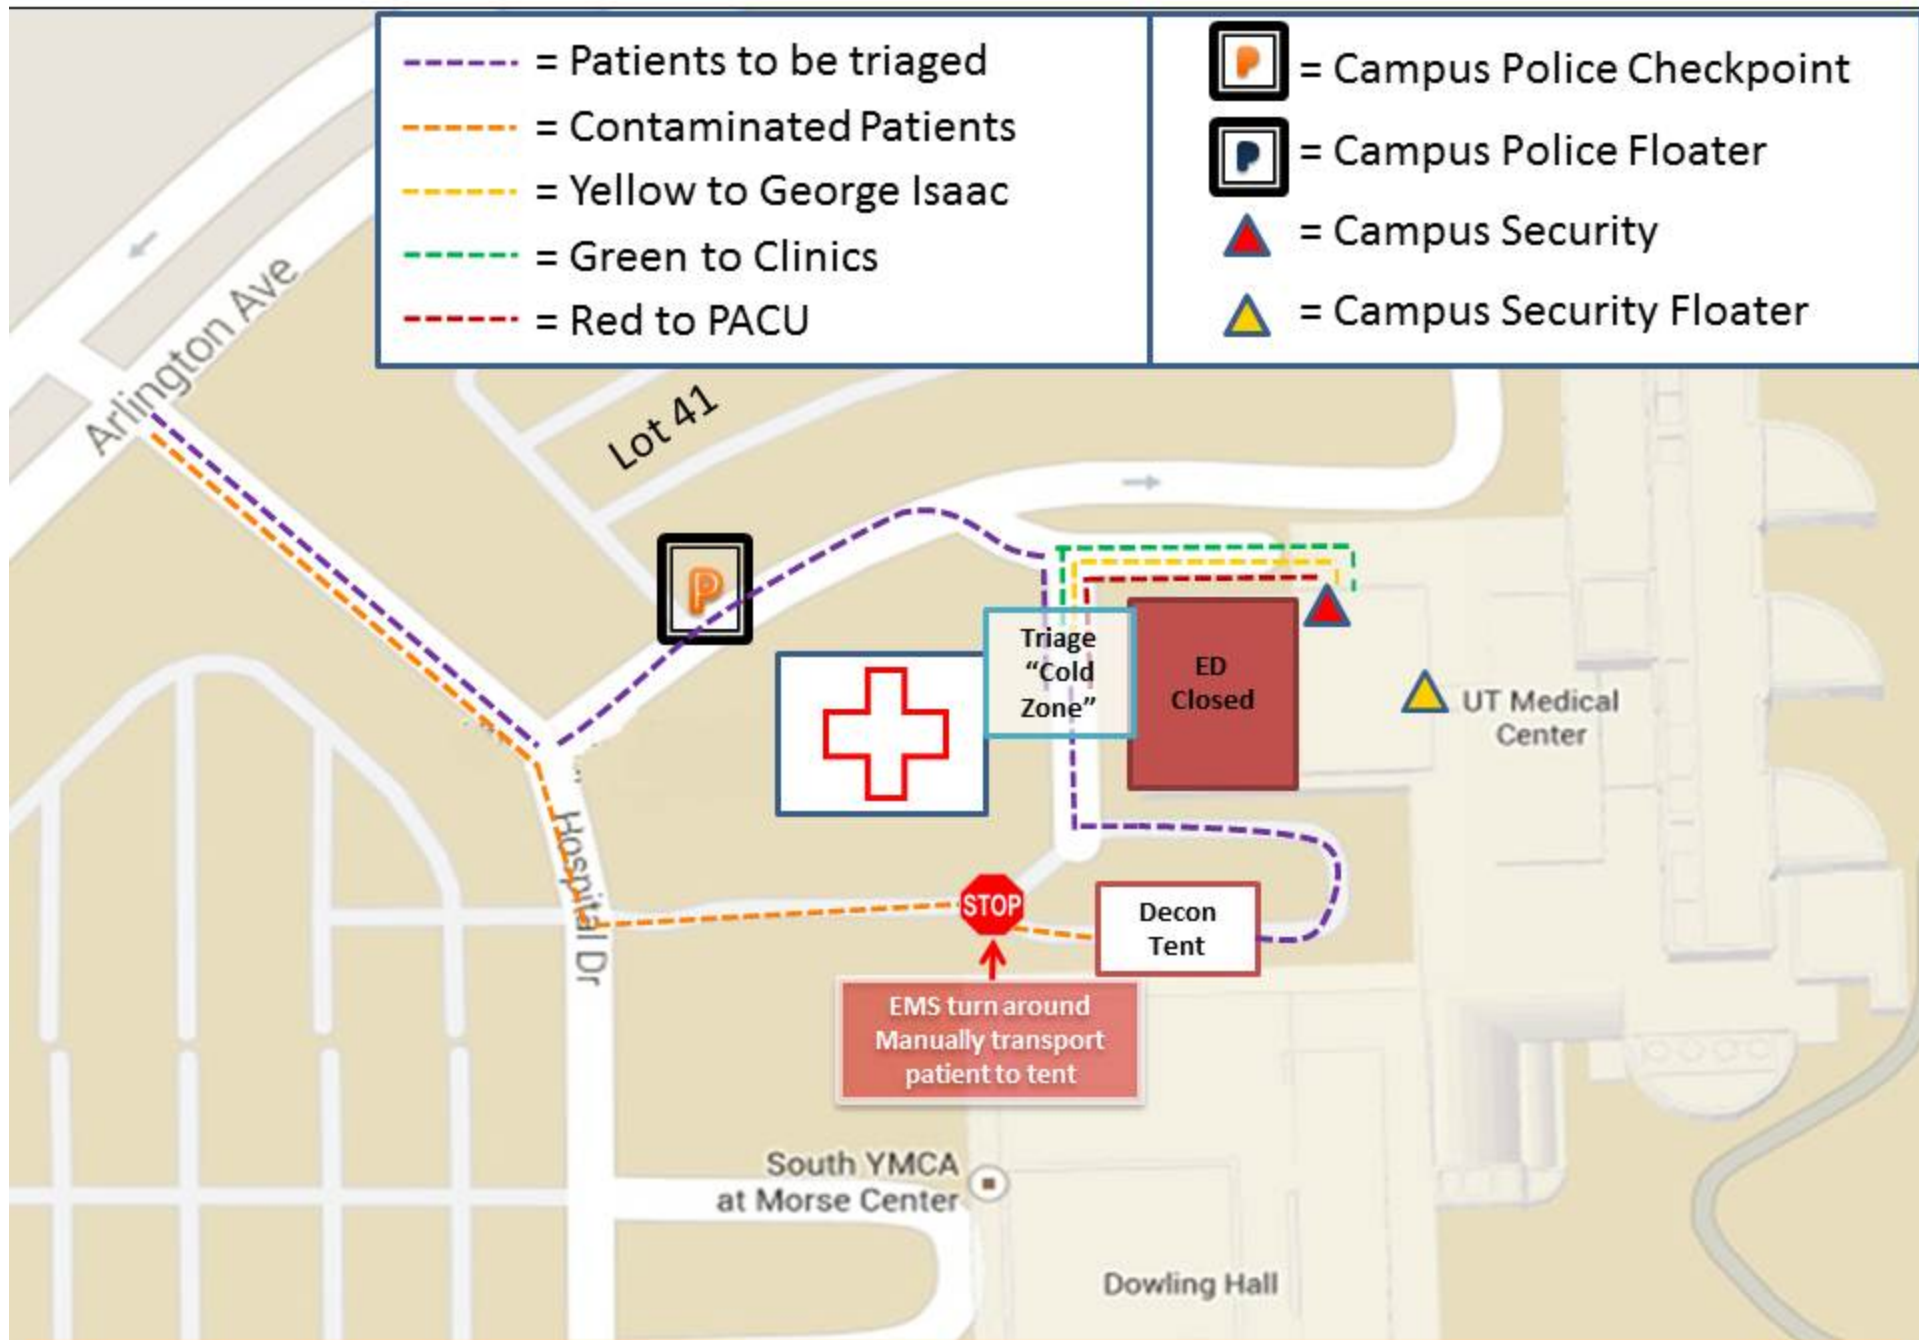 = Patients to be triaged
= Contaminated Patients
= Yellow to George Isaac
= Green to Clinics
= Red to PACU
P = Campus Police Checkpoint
P = Campus Police Floater
= Campus Security
= Campus Security Floater
Arlington Ave
Lot 41
P
Triage
“Cold
Zone”
ED
Closed
UT Medical
Center
Hospital Dr
STOP
Decon
Tent
EMS turn around
Manually transport
patient to tent
South YMCA
at Morse Center
Dowling Hall